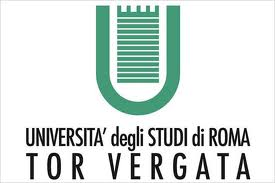 UNIVERSITA' degli STUDI di ROMA
TOR VERGATA